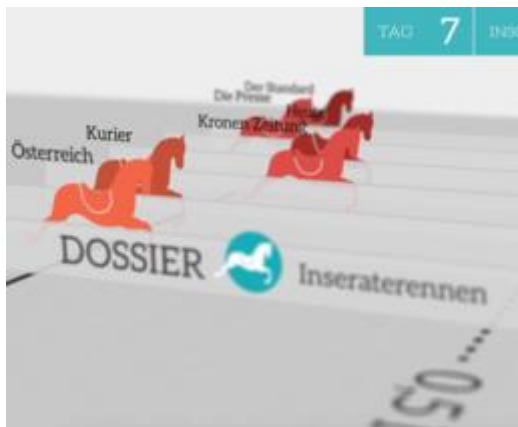 TAG 7
Der Standard
Die Presse
Heute
Kronen Zeitung
Kurier
Österreich
DOSSIER Inseraterennen